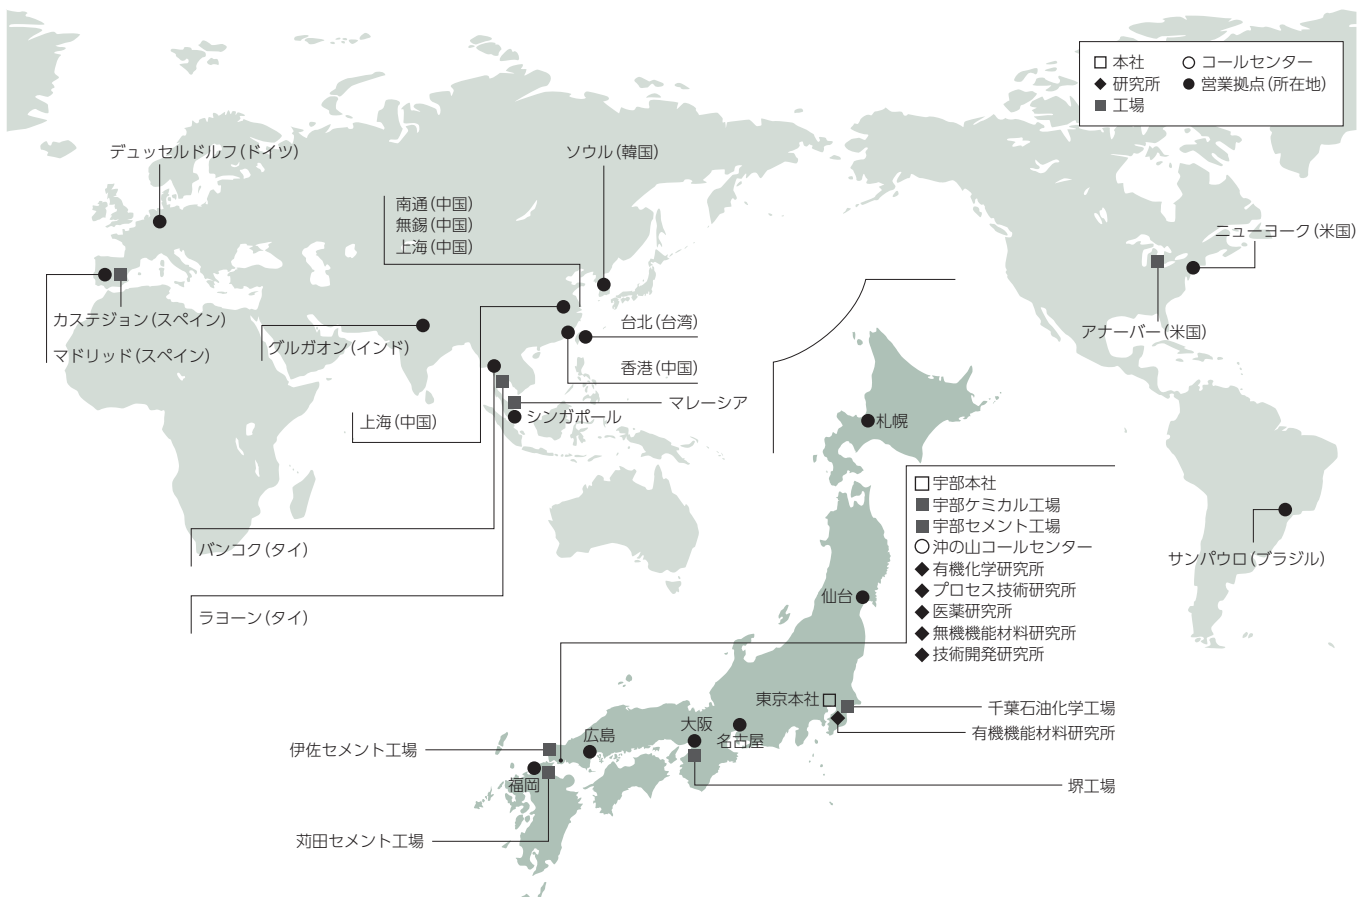 本社
コールセンター
研究所
営業拠点(所在地)
工場
デュッセルドルフ(ドイツ)
ソウル(韓国)
南通(中国)
無錫(中国)
上海(中国)
ニューヨーク(米国)
カステジョン(スペイン)
マドリッド(スペイン)
グルガオン(インド)
台北(台湾)
香港(中国)
アナーバー(米国)
マレーシア
シンガポール
上海(中国)
札幌
バンコク(タイ)
ラヨーン(タイ)
サンパウロ(ブラジル)
宇部本社
宇部ケミカル工場
宇部セメント工場
沖の山コールセンター
有機化学研究所
プロセス技術研究所
医薬研究所
無機機能材料研究所
技術開発研究所
仙台
東京本社
千葉石油化学工場
有機機能材料研究所
大阪
名古屋
広島
伊佐セメント工場
福岡
堺工場
苅田セメント工場